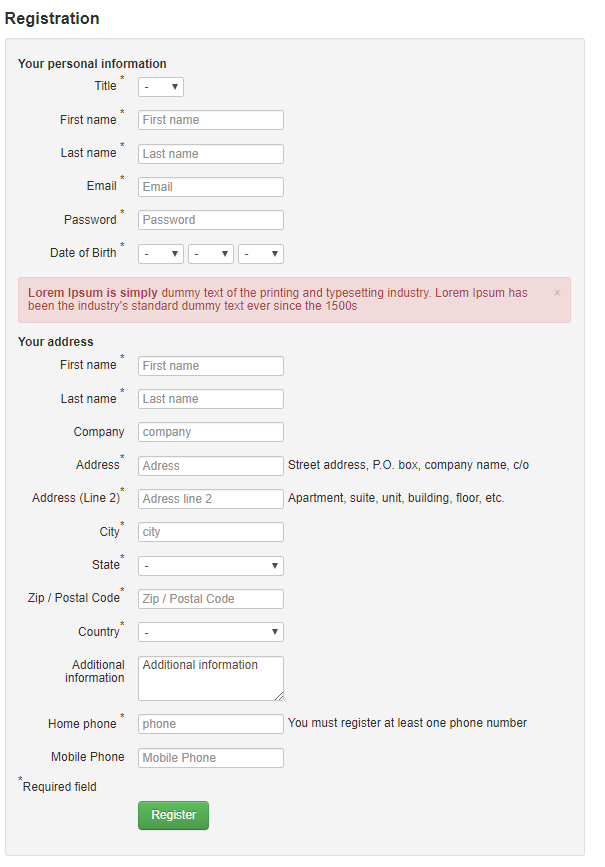 Registration
Your personal information
Title * -
First name * First name
Last name * Last name
Email * Email
Password * Password
Date of Birth * - - -
Lorem Ipsum is simply dummy text of the printing and typesetting industry. Lorem Ipsum has ×
been the industry's standard dummy text ever since the 1500s
Your address
First name * First name
Last name * Last name
Company company
Address* Adress Street address, P.O. box, company name, c/o
Address (Line 2)* Adress line 2 Apartment, suite, unit, building, floor, etc.
City* city
State* -
Zip / Postal Code* Zip / Postal Code
Country* -
Additional Additional information
information
Home phone * phone You must register at least one phone number
Mobile Phone Mobile Phone
*Required field
Register